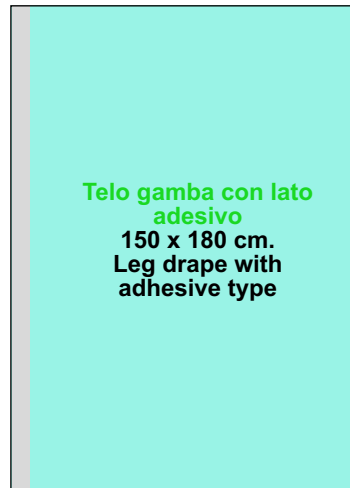 Telo gamba con lato
adesivo
150 x 180 cm.
Leg drape with
adhesive type